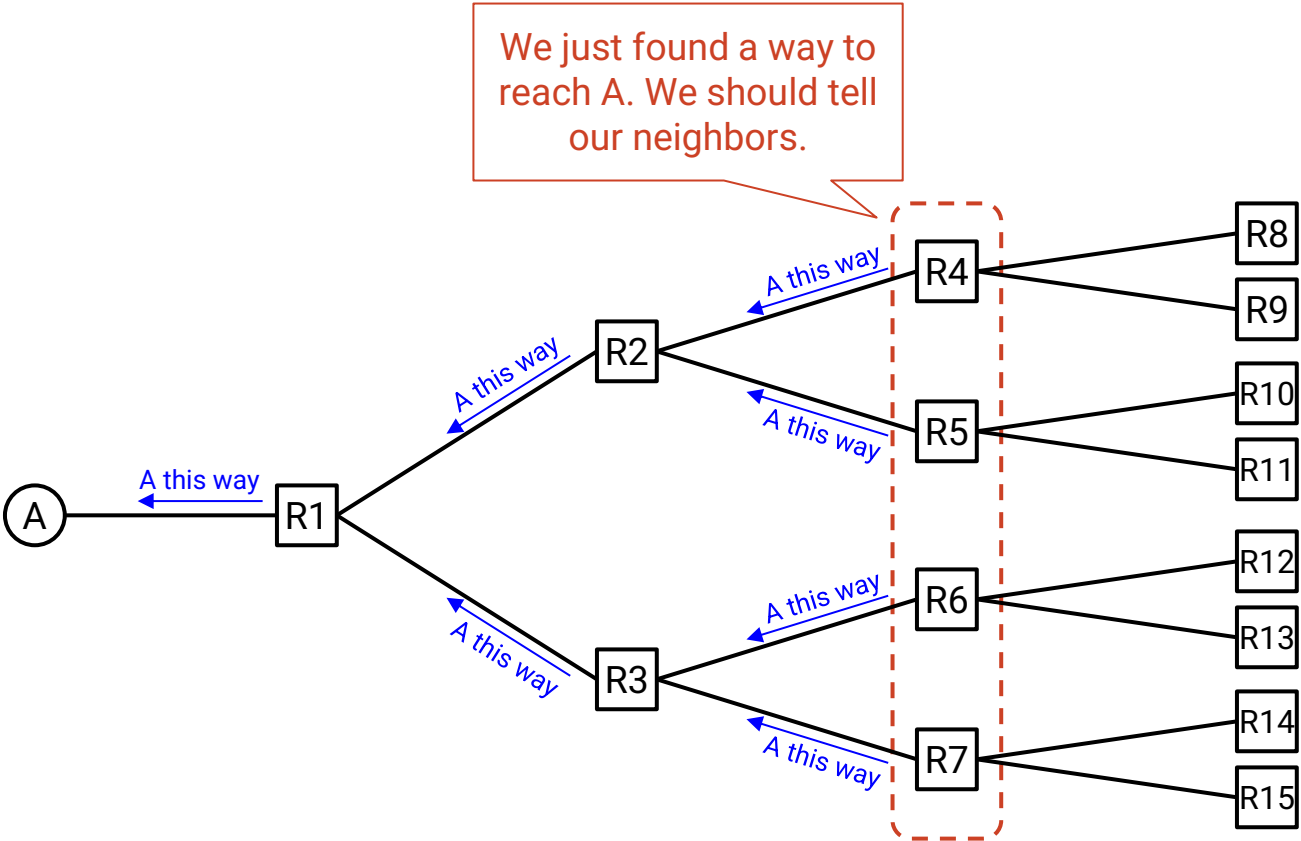 We just found a way to
reach A. We should tell
our neighbors.
R8
A this way
R4
R9
A this way
R2
R10
A this way
R5
R11
A this way
A
R1
R12
A this way
R6
R13
A this way
R3
R14
A this way
R7
R15